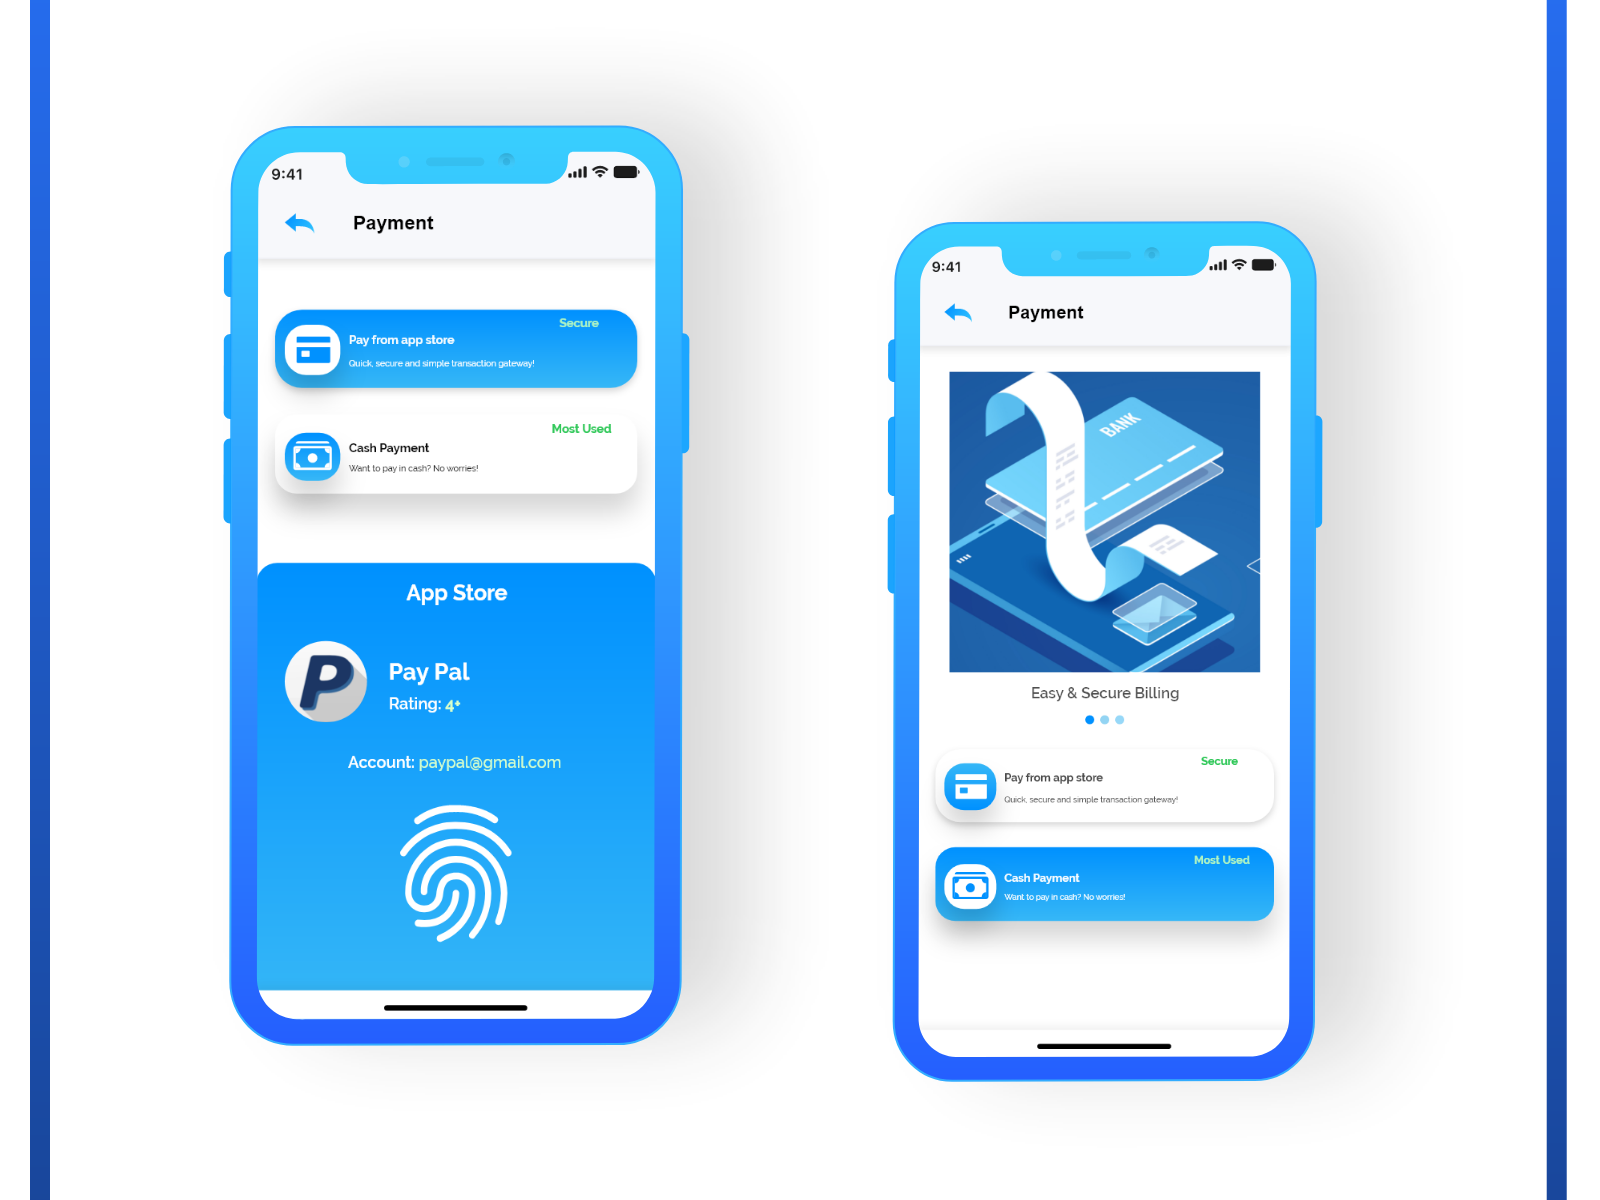 9:41
Payment
Secure
Pay from app store
Quick, secure and simple transaction gateway!
Most Used
Cash Payment
Want to pay in cash? No worries!
App Store
Pay Pal
Rating: 4+
Account: paypal@gmail.com
9:41
Payment
BANK
Easy & Secure Billing
Secure
Pay from app store
Quick, secure and simple transaction gateway!
Most Used
Cash Payment
Want to pay in cash? No worries!